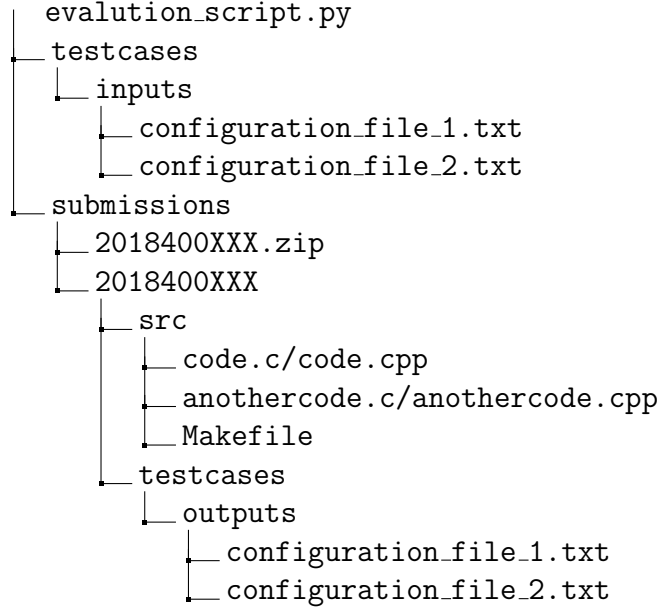 evalution_script.py
testcases
inputs
configuration_file_1.txt
configuration_file_2.txt
submissions
2018400XXX.zip
2018400XXX
src
code.c/code.cpp
anothercode.c/anothercode.cpp
Makefile
testcases
outputs
configuration_file_1.txt
configuration_file_2.txt